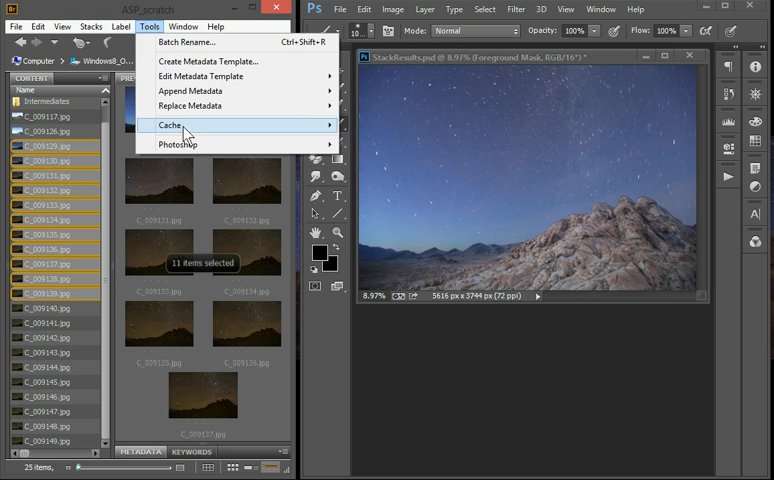 Br
ASP_scratch
File Edit View Stacks Label Tools Window Help
Batch Rename... Ctrl+Shift+R
Create Metadata Template...
Edit Metadata Template
Append Metadata
Replace Metadata
Cache
Photoshop
Computer Windows8_O...
CONTENT
Name
Intermediates
C_009117.jpg
C_009126.jpg
C_009129.jpg
C_009130.jpg
C_009131.jpg
C_009132.jpg
C_009133.jpg
C_009134.jpg
C_009135.jpg
C_009136.jpg
C_009137.jpg
C_009138.jpg
C_009139.jpg
C_009140.jpg
C_009141.jpg
C_009142.jpg
C_009143.jpg
C_009144.jpg
C_009145.jpg
C_009146.jpg
C_009147.jpg
C_009148.jpg
C_009149.jpg
25 items,
C_009131.jpg C_009132.jpg
11 items selected
C_009133.jpg C_009134.jpg
C_009135.jpg C_009136.jpg
C_009137.jpg
METADATA KEYWORDS
Ps File Edit Image Layer Type Select Filter 3D View Window Help
10... Mode: Normal Opacity: 100% Flow: 100%
StackResults.psd @ 8.97% (Foreground Mask, RGB/16*) *
8.97% 5616 px x 3744 px (72 ppi)